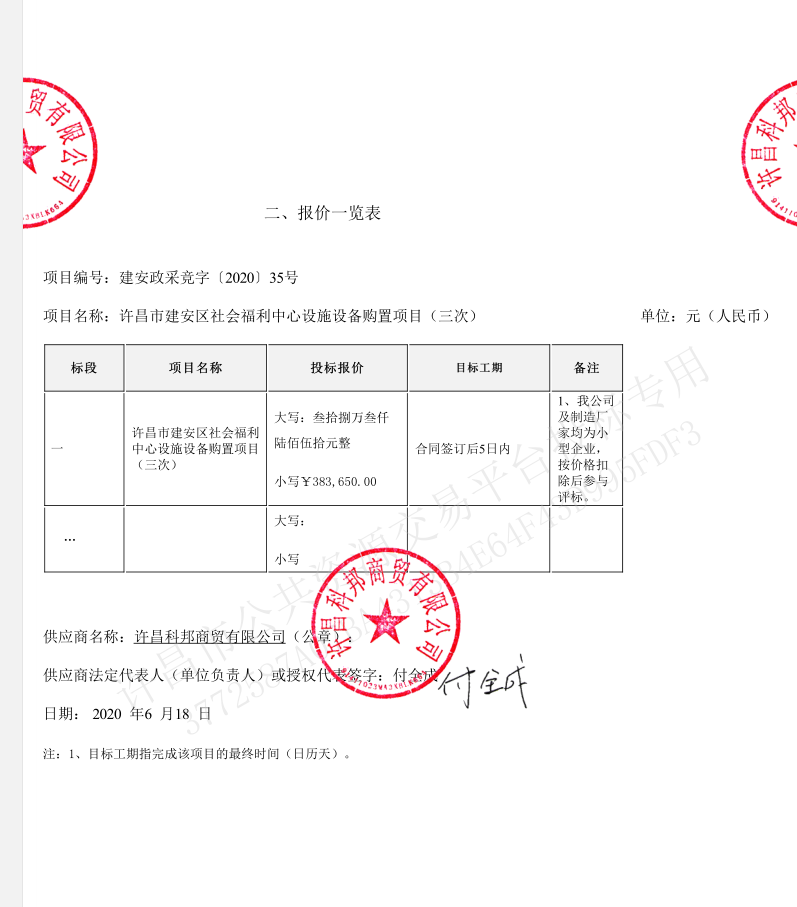 贸有限公司
许昌科邦
二、报价一览表
项目编号：建安政采竞字〔2020〕35号
项目名称：许昌市建安区社会福利中心设施设备购置项目（三次）
单位：元（人民币）
标段 项目名称 投标报价 目标工期 备注
一
许昌市建安区社会福利
中心设施设备购置项目
（三次）
大写：叁拾捌万叁仟
陆佰伍拾元整
小写￥383,650.00
合同签订后5日内
1、我公司
及制造厂
家均为小
型企业，
按价格扣
除后参与
评标。
…
大写：
小写
许昌科邦商贸有限公司
供应商名称：许昌科邦商贸有限公司（公章）：
供应商法定代表人（单位负责人）或授权代表签字：付全成
付全成
日期： 2020 年6 月18 日
注：1、目标工期指完成该项目的最终时间（日历天）。